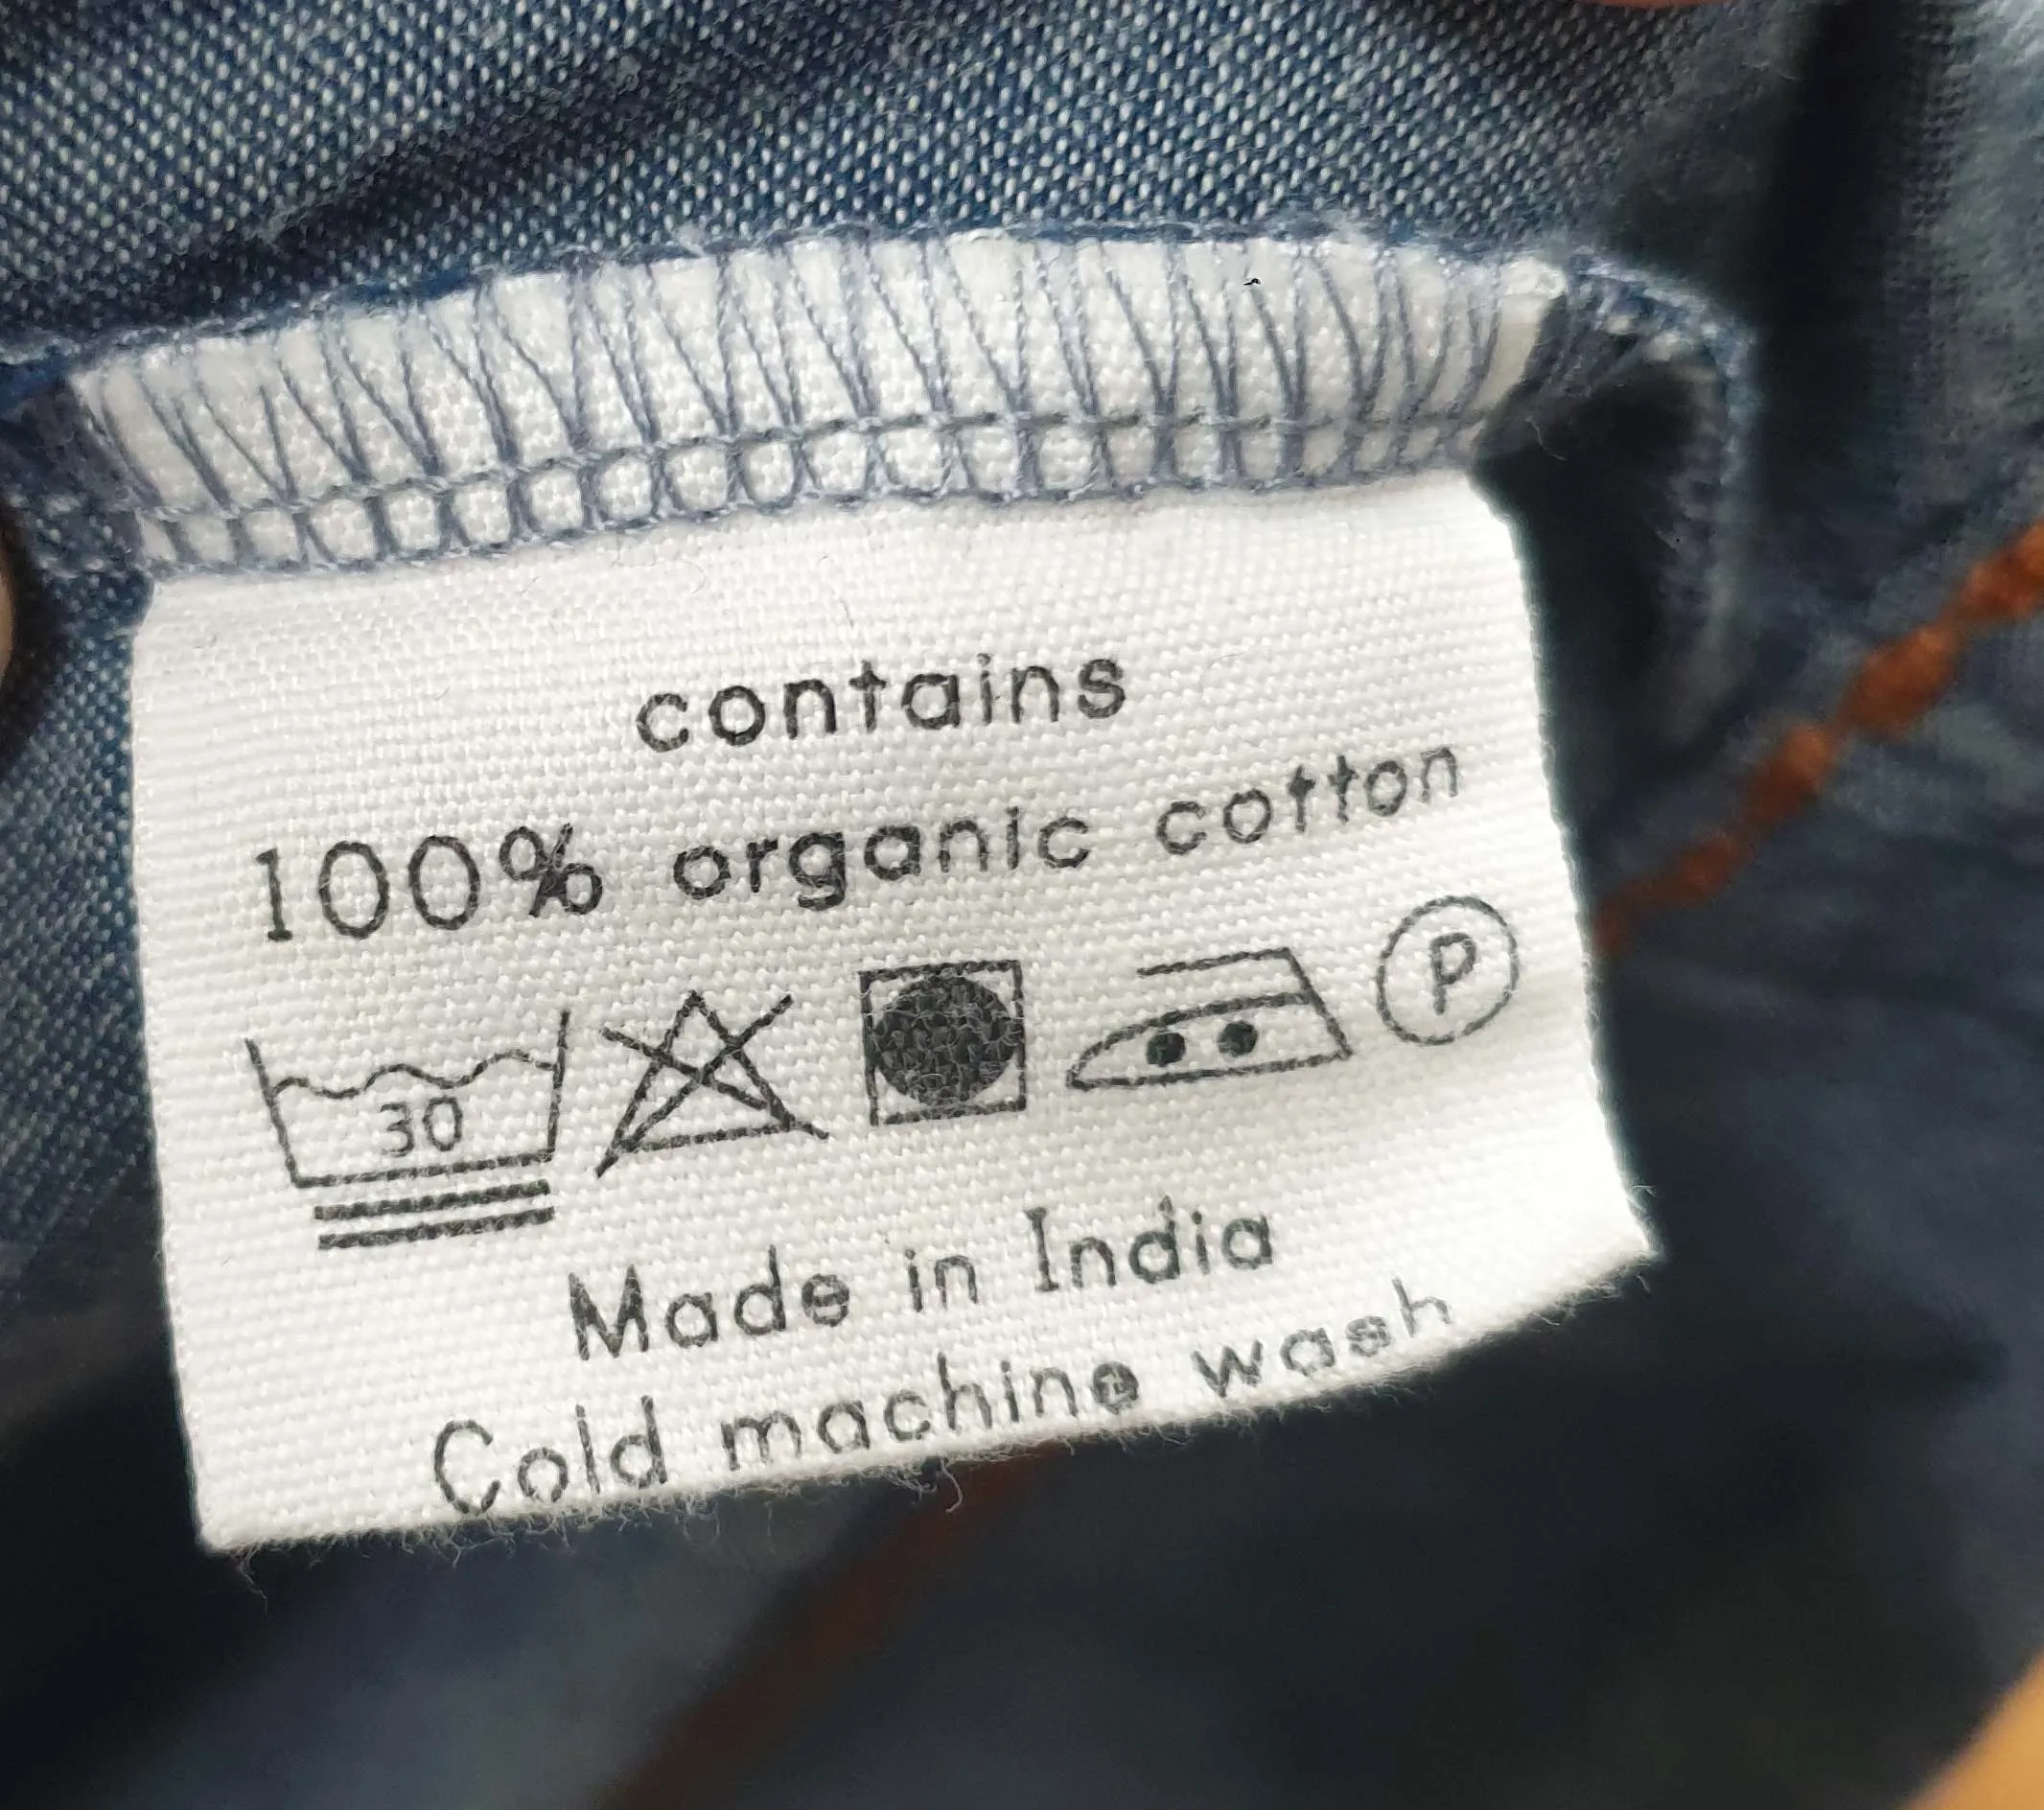 contains
100% organic cotton
30 P
Made in India
Cold machine wash